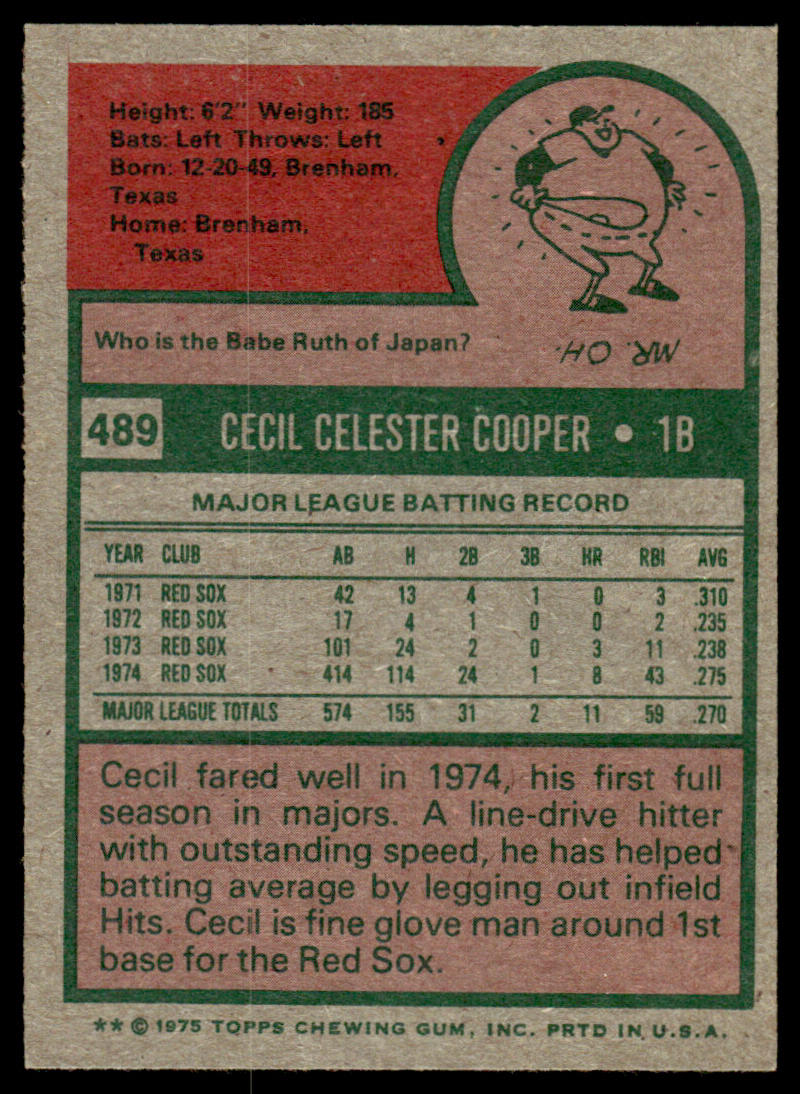 Height: 6'2" Weight: 185
Bats: Left Throws: Left
Born: 12-20-49, Brenham,
Texas
Home: Brenham,
Texas
Who is the Babe Ruth of Japan?
MR. OH.
489 CECIL CELESTER COOPER • 1B
MAJOR LEAGUE BATTING RECORD
YEAR CLUB AB H 2B 3B HR RBI AVG
1971 RED SOX 42 13 4 1 0 3 .310
1972 RED SOX 17 4 1 0 0 2 .235
1973 RED SOX 101 24 2 0 3 11 .238
1974 RED SOX 414 114 24 1 8 43 .275
MAJOR LEAGUE TOTALS 574 155 31 2 11 59 .270
Cecil fared well in 1974, his first full
season in majors. A line-drive hitter
with outstanding speed, he has helped
batting average by legging out infield
Hits. Cecil is fine glove man around 1st
base for the Red Sox.
** © 1975 TOPPS CHEWING GUM, INC. PRTD IN U.S.A.